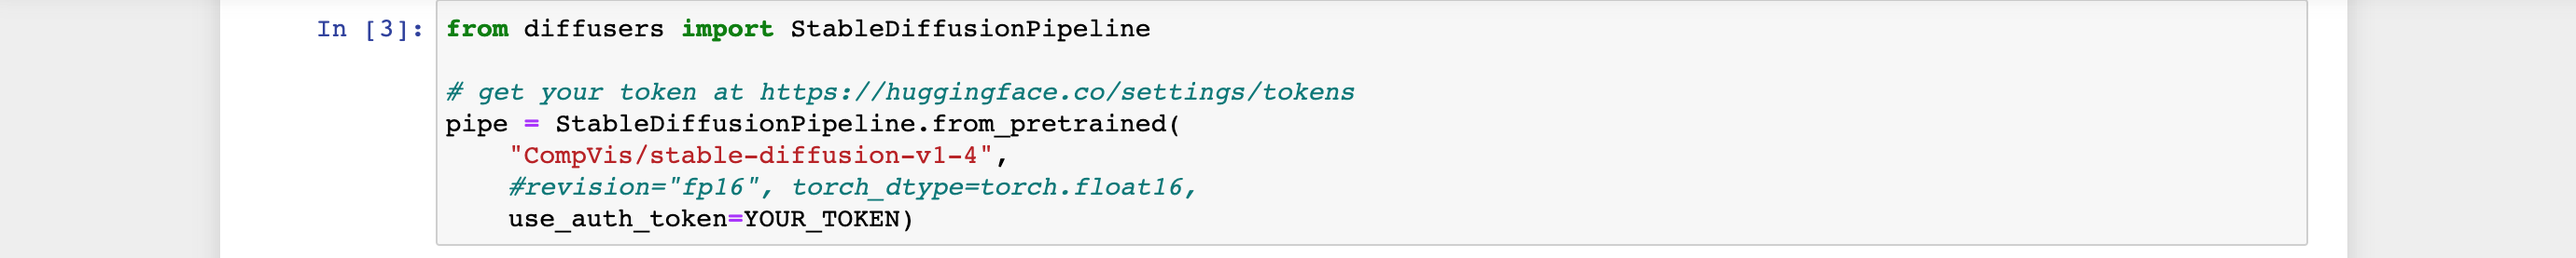 In [3]: from diffusers import StableDiffusionPipeline
# get your token at https://huggingface.co/settings/tokens
pipe = StableDiffusionPipeline.from_pretrained(
"CompVis/stable-diffusion-v1-4",
#revision="fp16", torch_dtype=torch.float16,
use_auth_token=YOUR_TOKEN)